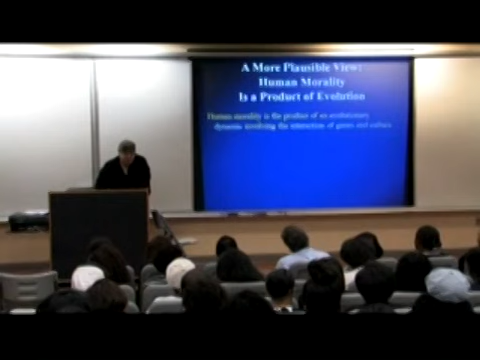 A More Plausible View:
Human Morality
Is a Product of Evolution
Human morality is the product of an evolutionary
dynamic involving the interaction of genes and culture